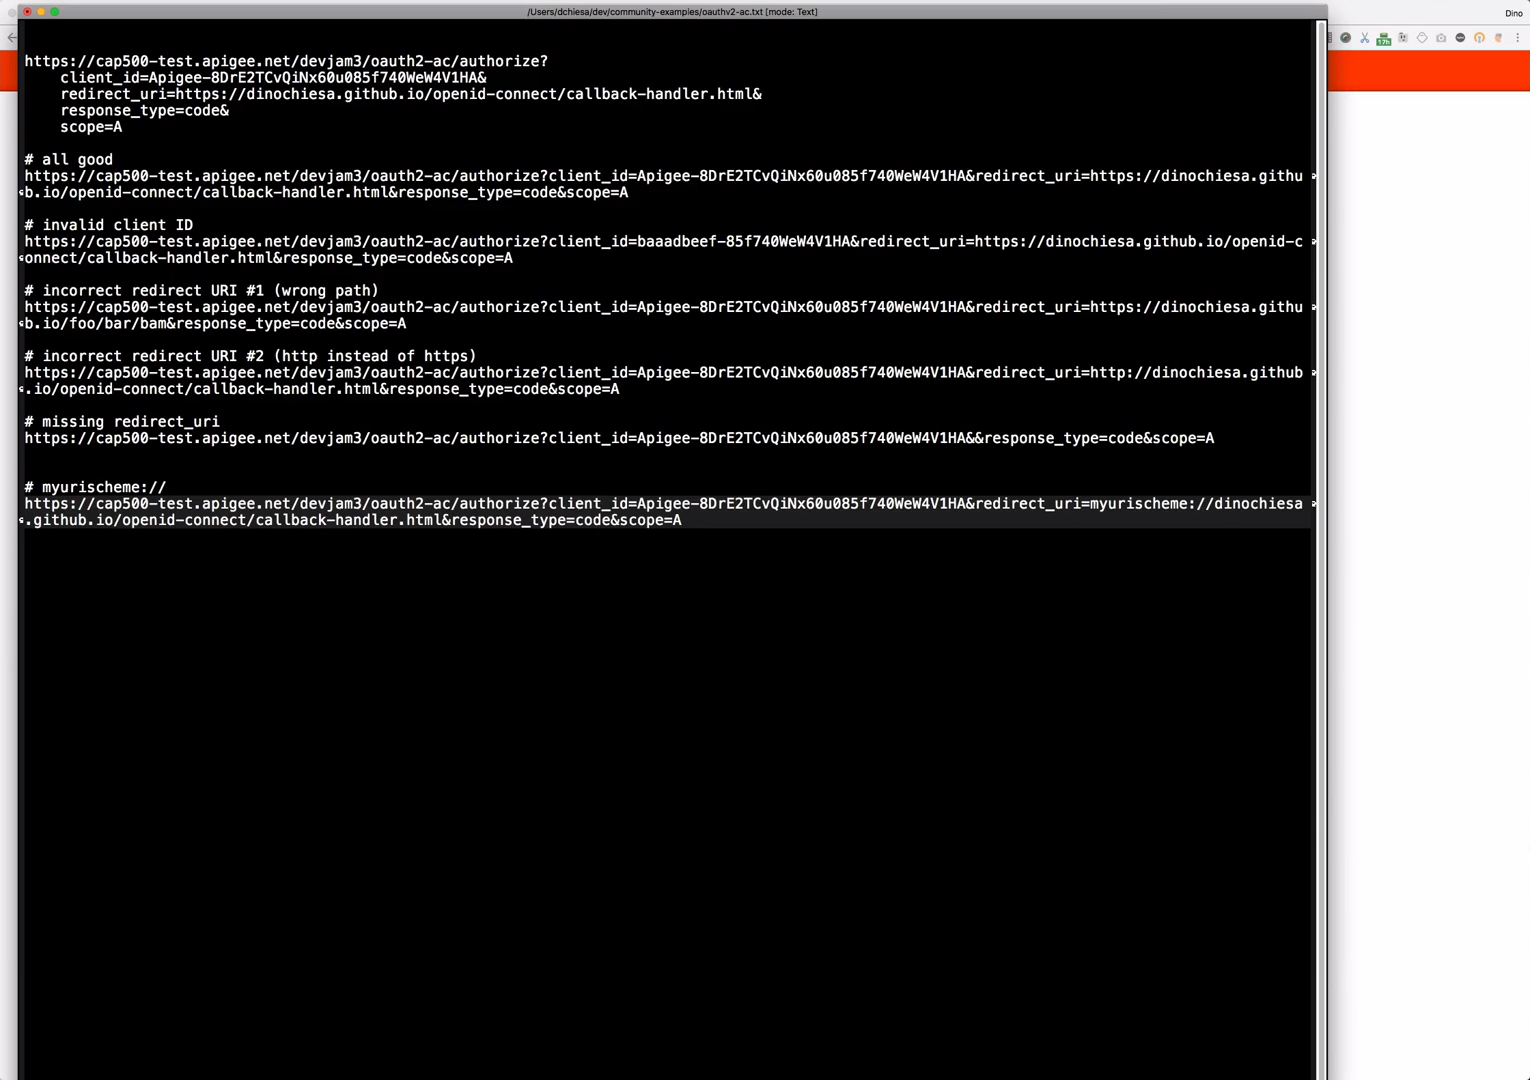 /Users/dchiesa/dev/community-examples/oauthv2-ac.txt [mode: Text]
Dino
17h
https://cap500-test.apigee.net/devjam3/oauth2-ac/authorize?
client_id=Apigee-8DrE2TCvQiNx60u085f740WeW4V1HA&
redirect_uri=https://dinochiesa.github.io/openid-connect/callback-handler.html&
response_type=code&
scope=A
# all good
https://cap500-test.apigee.net/devjam3/oauth2-ac/authorize?client_id=Apigee-8DrE2TCvQiNx60u085f740WeW4V1HA&redirect_uri=https://dinochiesa.githu
b.io/openid-connect/callback-handler.html&response_type=code&scope=A
# invalid client ID
https://cap500-test.apigee.net/devjam3/oauth2-ac/authorize?client_id=baaadbeef-85f740WeW4V1HA&redirect_uri=https://dinochiesa.github.io/openid-c
onnect/callback-handler.html&response_type=code&scope=A
# incorrect redirect URI #1 (wrong path)
https://cap500-test.apigee.net/devjam3/oauth2-ac/authorize?client_id=Apigee-8DrE2TCvQiNx60u085f740WeW4V1HA&redirect_uri=https://dinochiesa.githu
b.io/foo/bar/bam&response_type=code&scope=A
# incorrect redirect URI #2 (http instead of https)
https://cap500-test.apigee.net/devjam3/oauth2-ac/authorize?client_id=Apigee-8DrE2TCvQiNx60u085f740WeW4V1HA&redirect_uri=http://dinochiesa.github
.io/openid-connect/callback-handler.html&response_type=code&scope=A
# missing redirect_uri
https://cap500-test.apigee.net/devjam3/oauth2-ac/authorize?client_id=Apigee-8DrE2TCvQiNx60u085f740WeW4V1HA&&response_type=code&scope=A
# myurischeme://
https://cap500-test.apigee.net/devjam3/oauth2-ac/authorize?client_id=Apigee-8DrE2TCvQiNx60u085f740WeW4V1HA&redirect_uri=myurischeme://dinochiesa
.github.io/openid-connect/callback-handler.html&response_type=code&scope=A